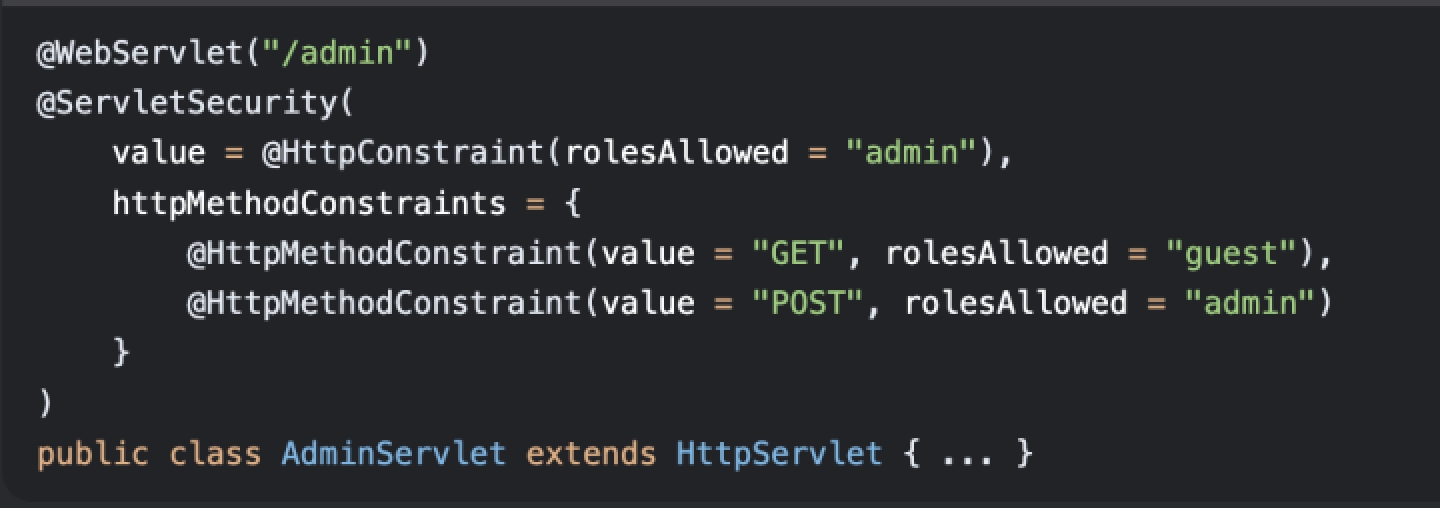 @WebServlet("/admin")
@ServletSecurity(
    value = @HttpConstraint(rolesAllowed = "admin"),
    httpMethodConstraints = {
        @HttpMethodConstraint(value = "GET", rolesAllowed = "guest"),
        @HttpMethodConstraint(value = "POST", rolesAllowed = "admin")
    }
)
public class AdminServlet extends HttpServlet { ... }